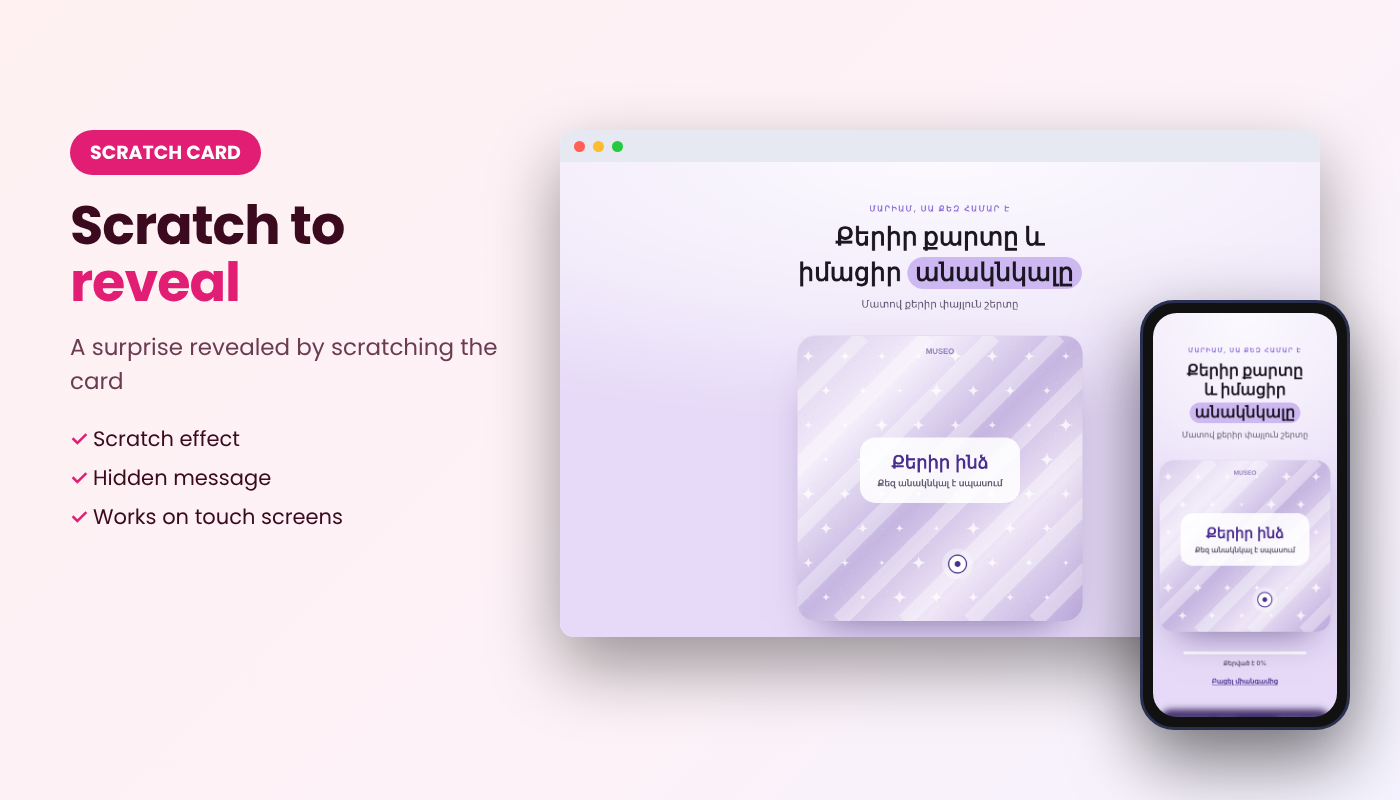 SCRATCH CARD
Scratch to
reveal
A surprise revealed by scratching the
card
Scratch effect
Hidden message
Works on touch screens
ՄԱՐԻԱՄ, ՍԱ ՔԵԶ ՀԱՄԱՐ Է
Քերիր քարտը և
իմացիր անակնկալը
Մատով քերիր փայլուն շերտը
MUSEO
Քերիր ինձ
Քեզ անակնկալ է սպասում
ՄԱՐԻԱՄ, ՍԱ ՔԵԶ ՀԱՄԱՐ Է
Քերիր քարտը
և իմացիր
անակնկալը
Մատով քերիր փայլուն շերտը
MUSEO
Քերիր ինձ
Քեզ անակնկալ է սպասում
Քերված է 0%
Բացել միանգամից